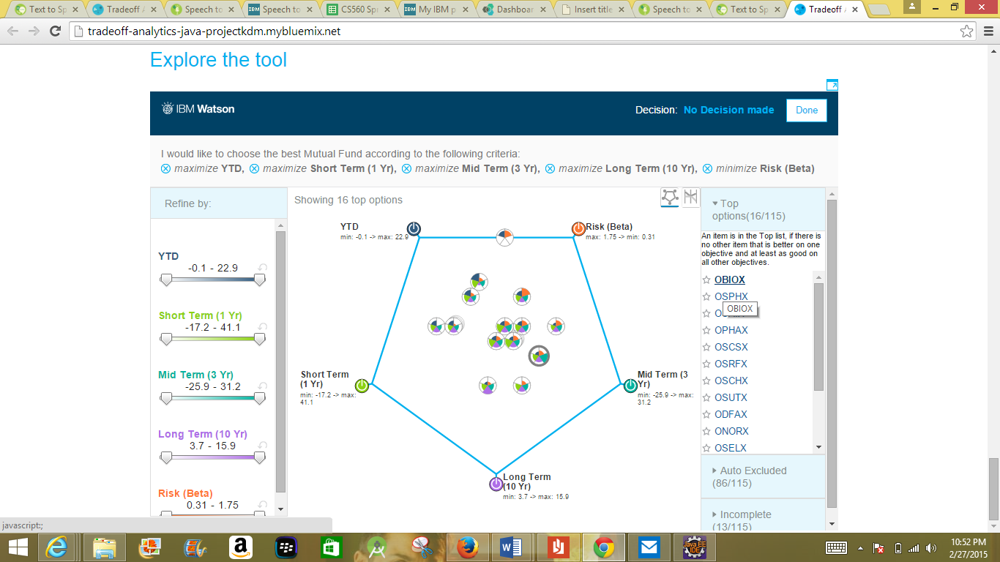 Text to Sp
Tradeoff A
Speech to
Speech to
CS560 Spr
My IBM p
Dashboar
Insert title
Speech to
Text to Sp
Tradeoff A
tradeoff-analytics-java-projectkdm.mybluemix.net
Explore the tool
IBM Watson
Decision: No Decision made
Done
I would like to choose the best Mutual Fund according to the following criteria:
maximize YTD, maximize Short Term (1 Yr), maximize Mid Term (3 Yr), maximize Long Term (10 Yr), minimize Risk (Beta)
Refine by:
YTD
-0.1 - 22.9
Short Term (1 Yr)
-17.2 - 41.1
Mid Term (3 Yr)
-25.9 - 31.2
Long Term (10 Yr)
3.7 - 15.9
Risk (Beta)
0.31 - 1.75
Showing 16 top options
YTD
min: -0.1 -> max: 22.9
Risk (Beta)
max: 1.75 -> min: 0.31
Short Term
(1 Yr)
min: -17.2 -> max:
41.1
Mid Term (3
Yr)
min: -25.9 -> max:
31.2
Long Term
(10 Yr)
min: 3.7 -> max: 15.9
Top
options(16/115)
An item is in the Top list, if there is
no other item that is better on one
objective and at least as good on
all other objectives.
OBIOX
OSPHX
OBIOX
OPHAX
OSCSX
OSRFX
OSCHX
OSUTX
ODFAX
ONORX
OSELX
Auto Excluded
(86/115)
Incomplete
(13/115)
javascript:;
amazon
Java EE
IDE
10:52 PM
2/27/2015